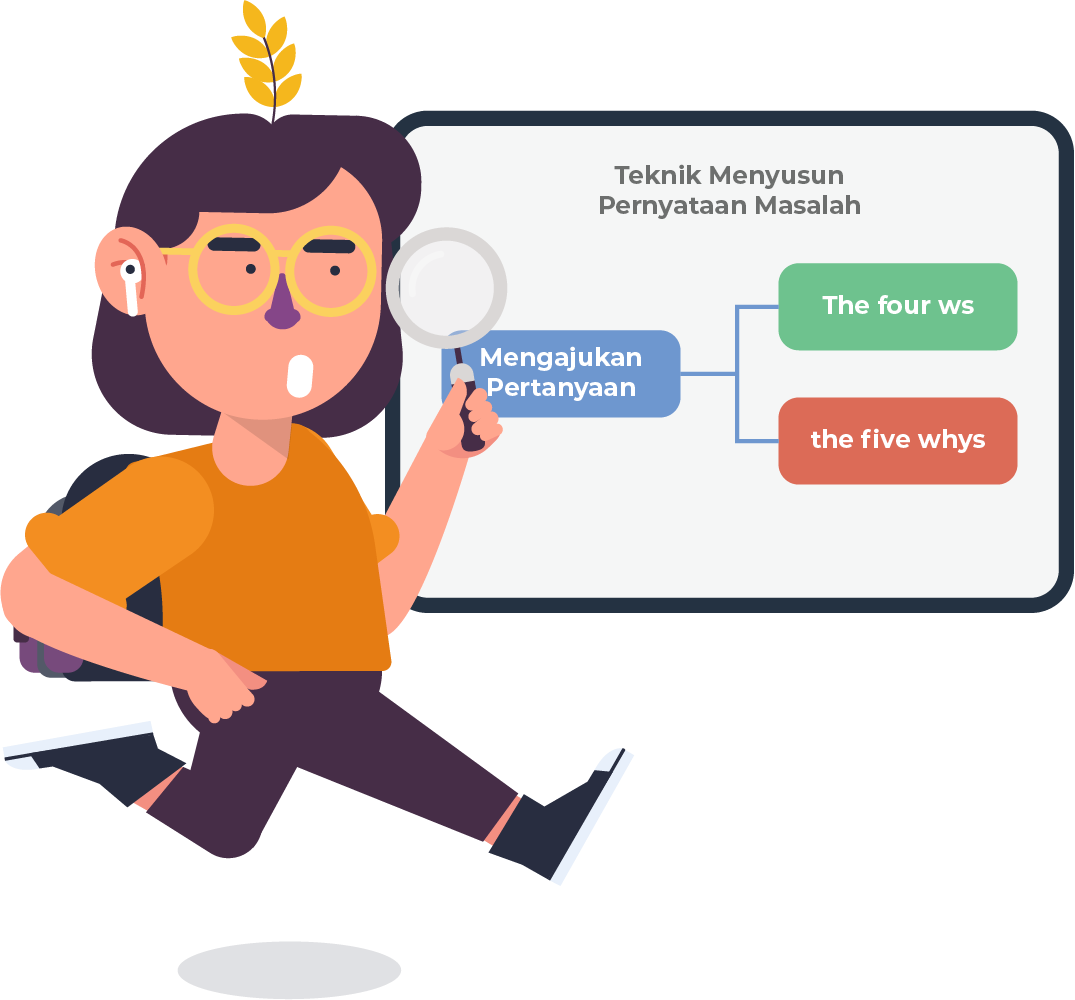 Teknik Menyusun
Pernyataan Masalah
The four ws
Mengajukan
Pertanyaan
the five whys